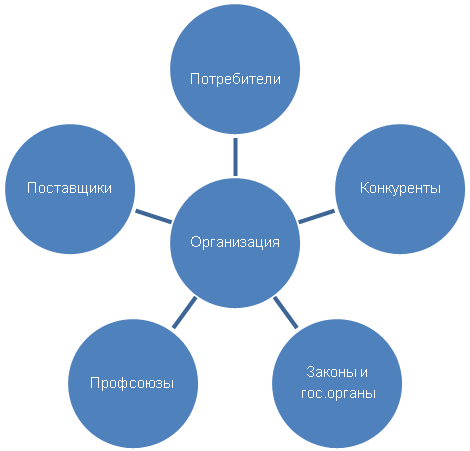 Потребители
Поставщики
Конкуренты
Организация
Профсоюзы
Законы и
гос.органы